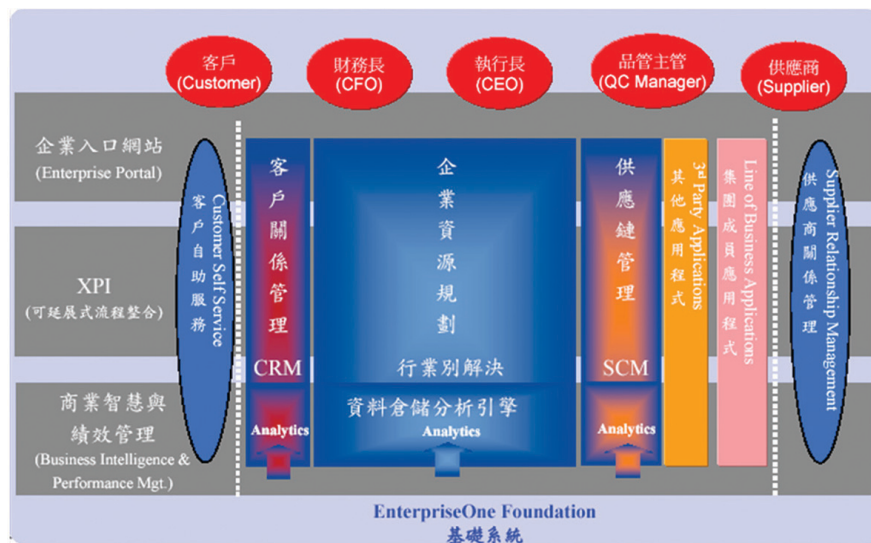 客戶
(Customer)
財務長
(CFO)
執行長
(CEO)
品管主管
(QC Manager)
供應商
(Supplier)
企業入口網站
(Enterprise Portal)
XPI
(可延展式流程整合)
商業智慧與
績效管理
(Business Intelligence &
Performance Mgt.)
Customer Self Service
客戶自助服務
客戶關係管理
CRM
Analytics
企業資源規劃
行業別解決
資料倉儲分析引擎
Analytics
供應鏈管理
SCM
Analytics
3rd Party Applications
其他應用程式
Line of Business Applications
集團成員應用程式
Supplier Relationship Management
供應商關係管理
EnterpriseOne Foundation
基礎系統